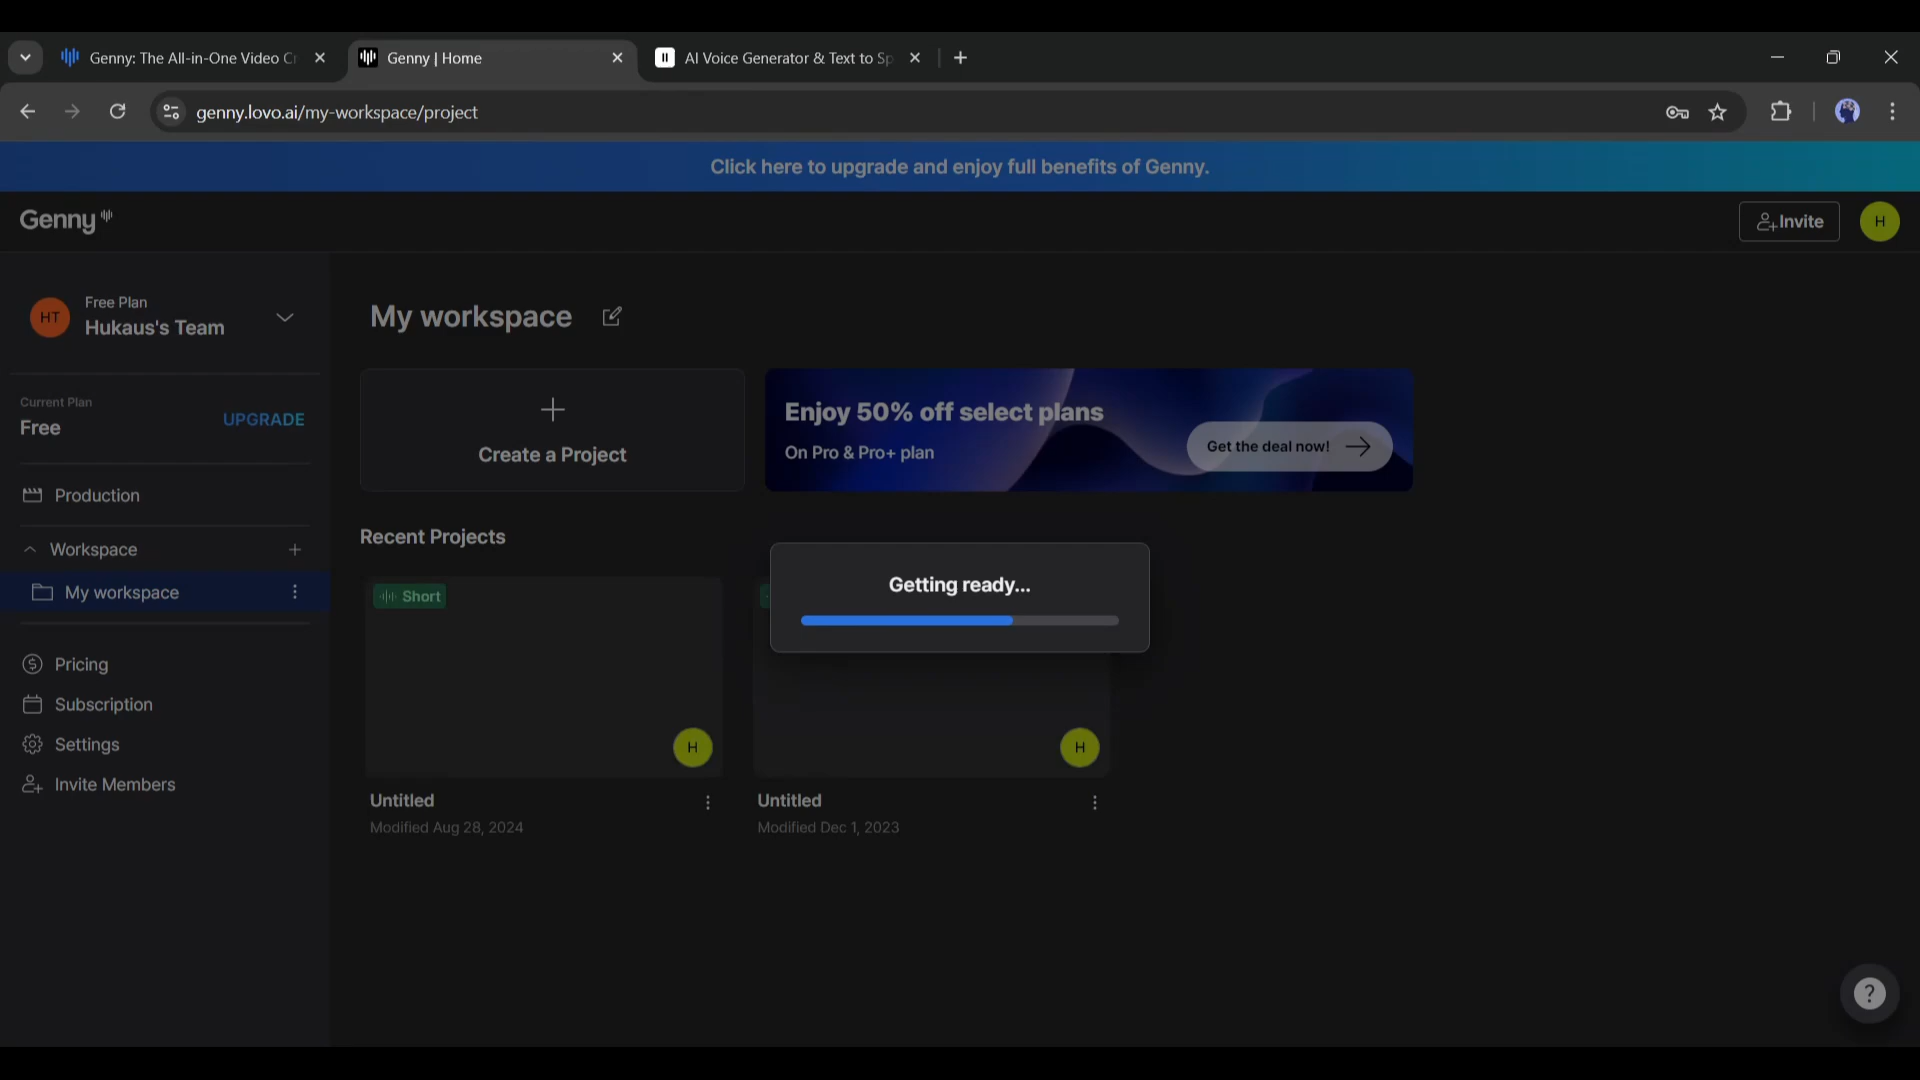 Genny: The All-in-One Video Cr
Genny | Home
AI Voice Generator & Text to Sp
genny.lovo.ai/my-workspace/project
Click here to upgrade and enjoy full benefits of Genny.
Genny
Invite
H
HT
Free Plan
Hukaus's Team
Current Plan
Free
UPGRADE
Production
Workspace
My workspace
Pricing
Subscription
Settings
Invite Members
My workspace
Create a Project
Enjoy 50% off select plans
On Pro & Pro+ plan
Get the deal now!
Recent Projects
Short
Getting ready...
H
H
Untitled
Modified Aug 28, 2024
Untitled
Modified Dec 1, 2023
?